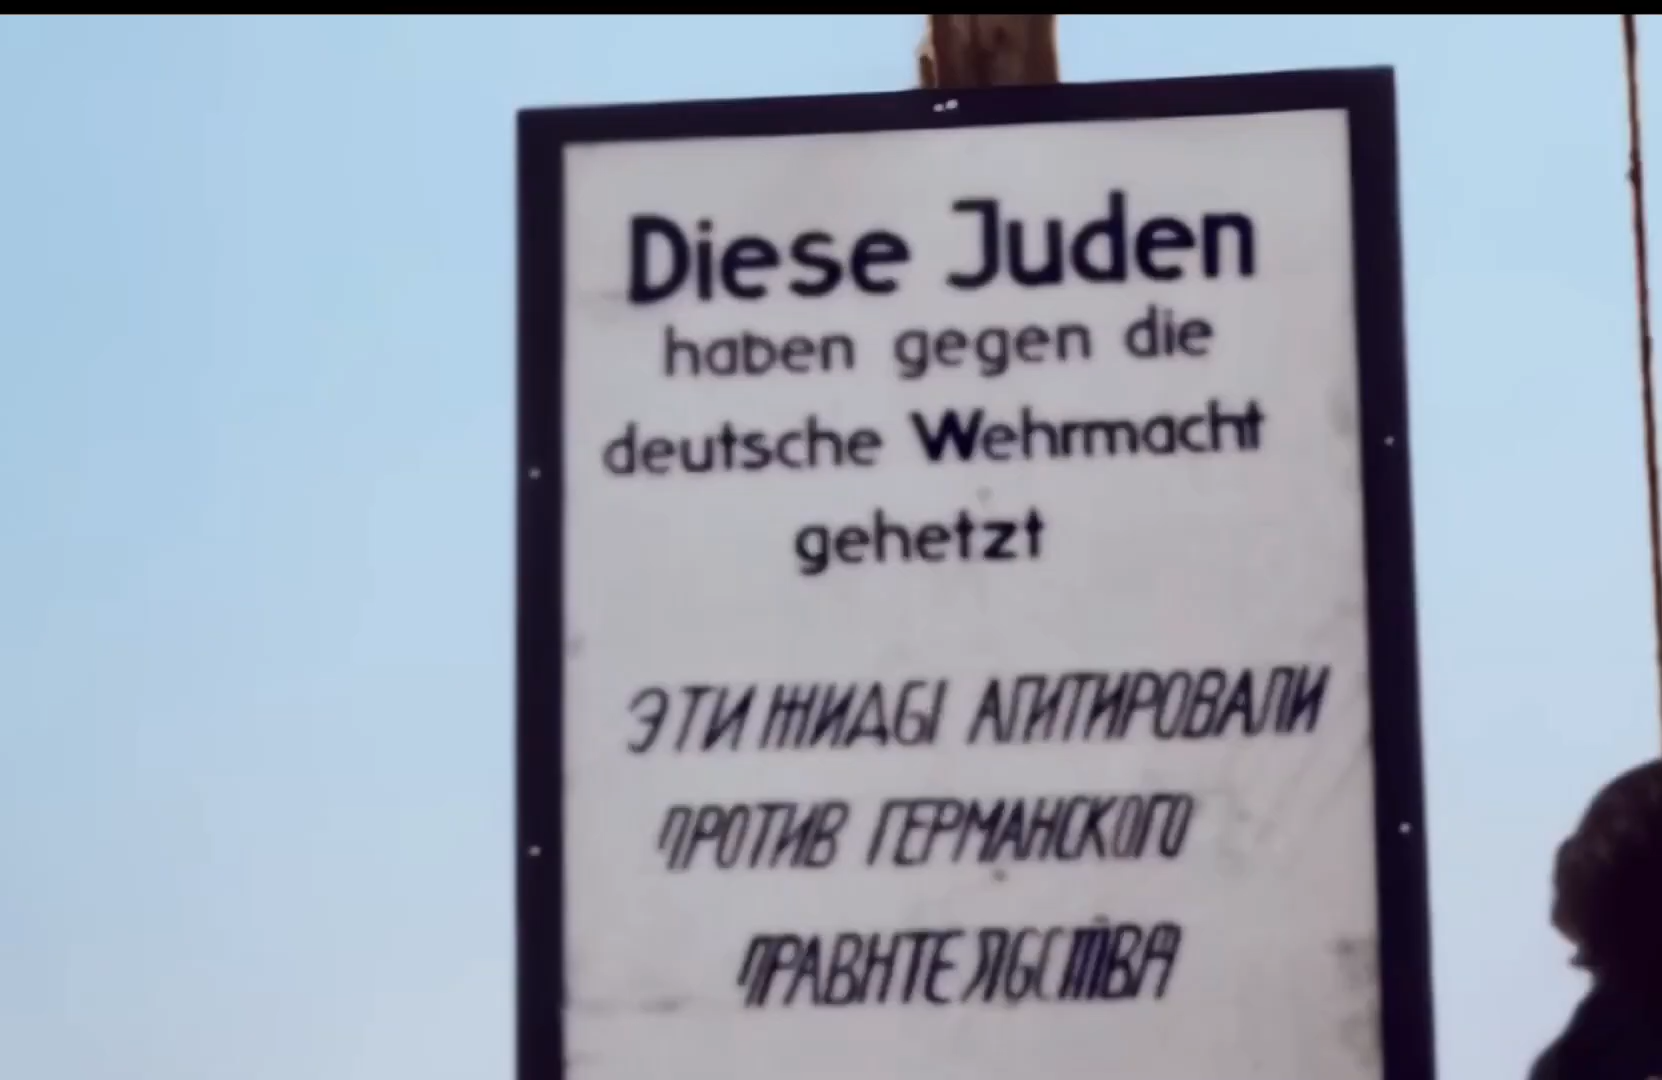 Diese Juden
haben gegen die
deutsche Wehrmacht
gehetzt
ЭТИ ЖИДЫ АГИТИРОВАЛИ
ПРОТИВ ГЕРМАНСКОГО
ПРАВИТЕЛЬСТВА